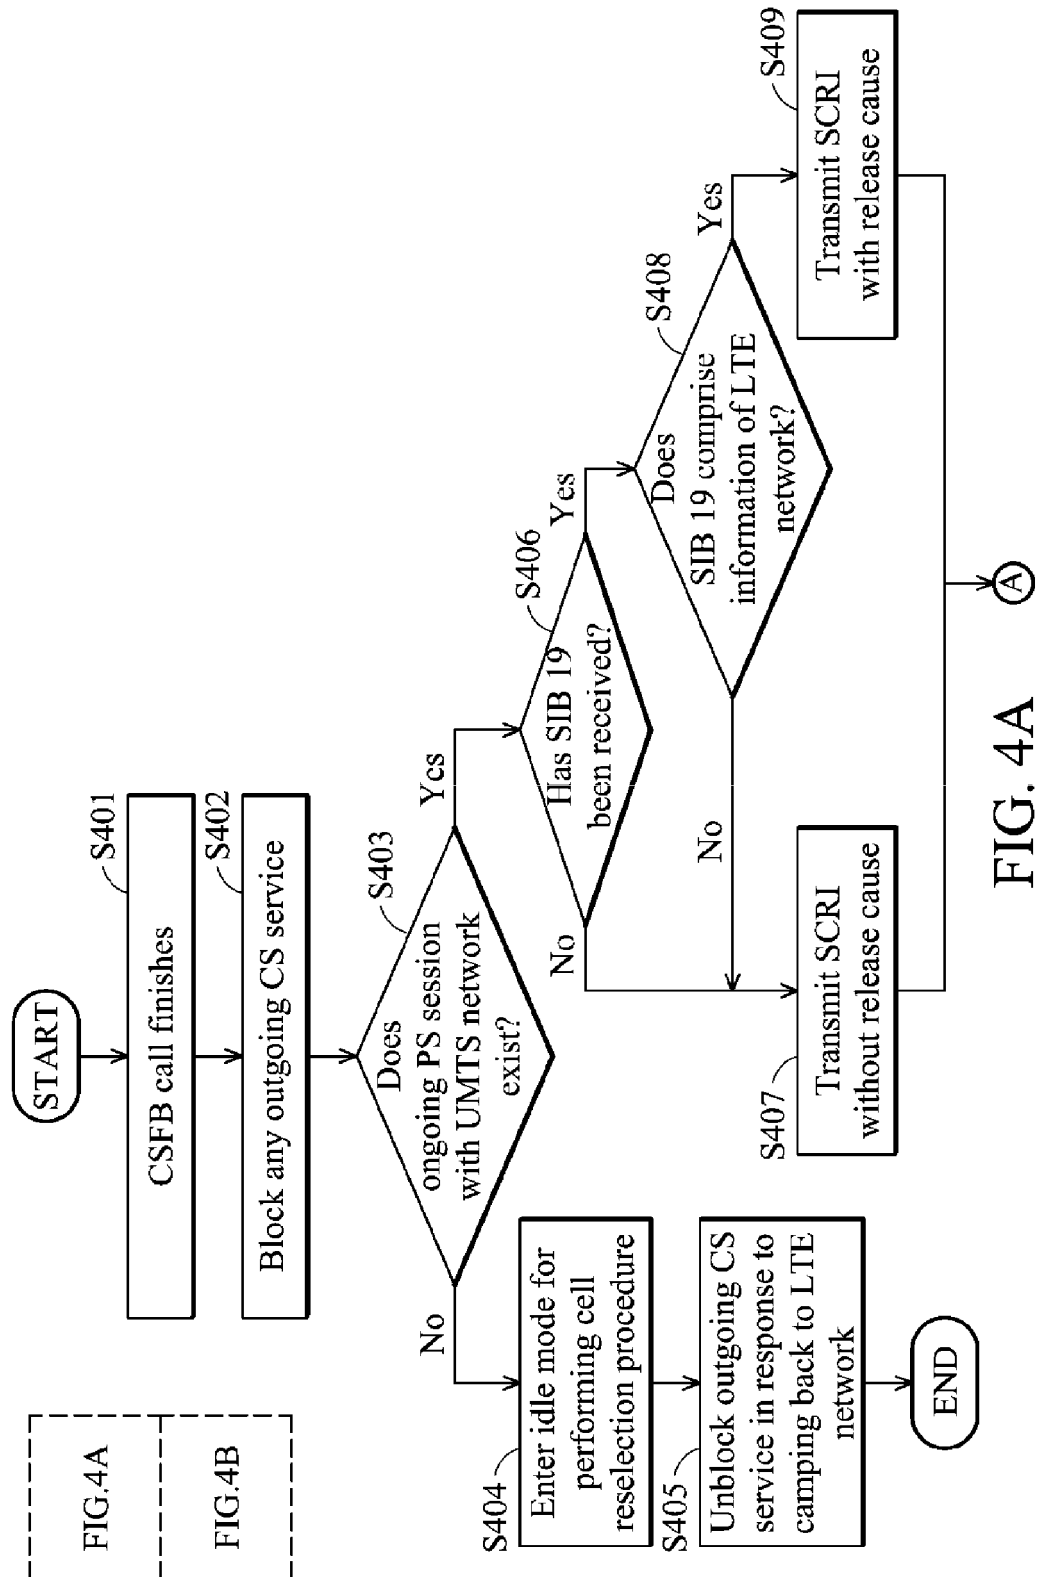 FIG.4A
FIG.4B
START
S401
CSFB call finishes
S402
Block any outgoing CS service
S403
Does
ongoing PS session
with UMTS network
exist?
No
Yes
S404
Enter idle mode for
performing cell
reselection procedure
S405
Unblock outgoing CS
service in response to
camping back to LTE
network
END
S406
Has SIB 19
been received?
No
Yes
S408
Does
SIB 19 comprise
information of LTE
network?
No
Yes
S407
Transmit SCRI
without release cause
S409
Transmit SCRI
with release cause
A
FIG. 4A